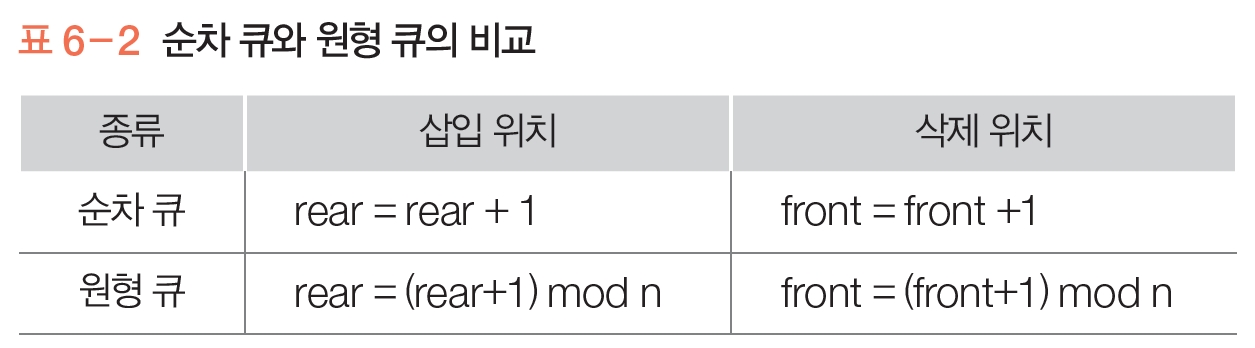 표 6-2 순차 큐와 원형 큐의 비교
종류 삽입 위치 삭제 위치
순차 큐 rear = rear + 1 front = front +1
원형 큐 rear = (rear+1) mod n front = (front+1) mod n